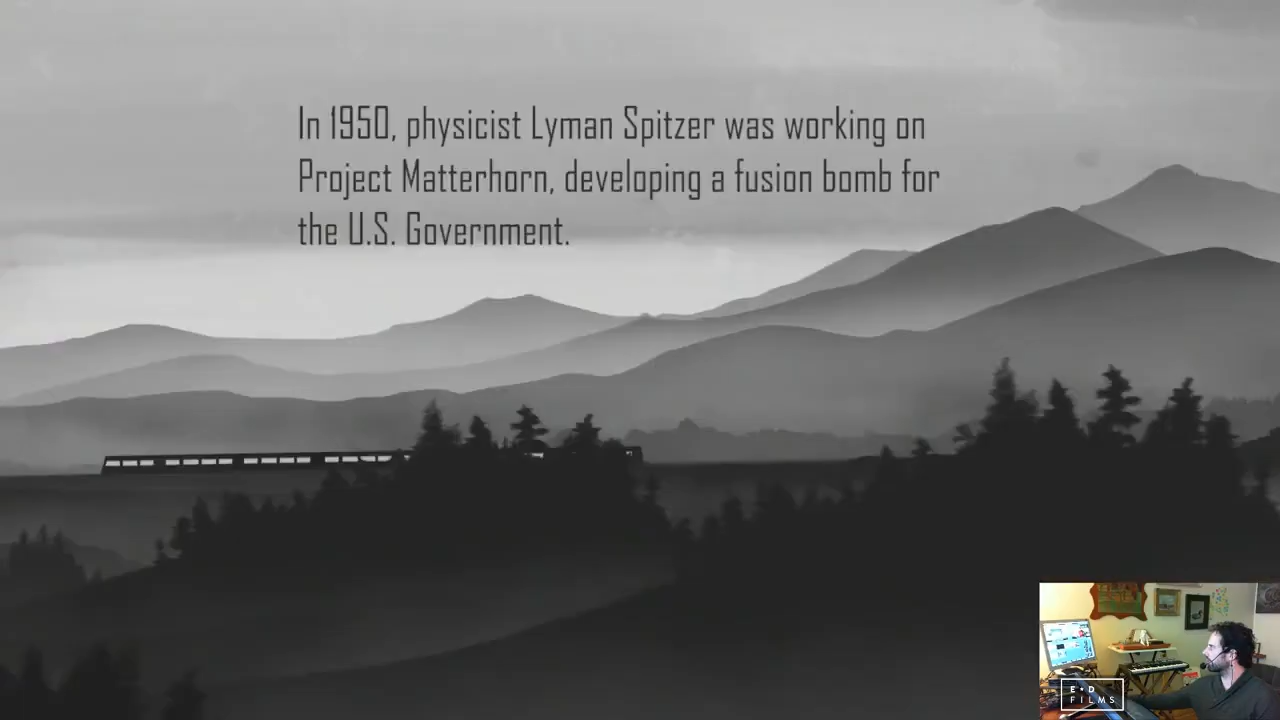 In 1950, physicist Lyman Spitzer was working on
Project Matterhorn, developing a fusion bomb for
the U.S. Government.
E•D
FILMS